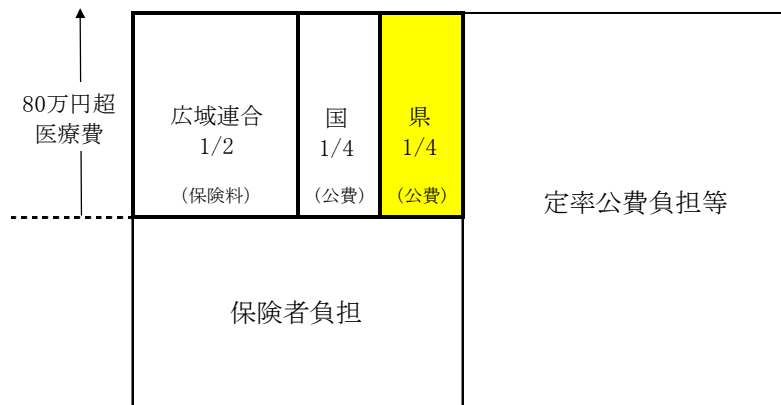 80万円超
医療費
広域連合
1/2
（保険料）
国
1/4
（公費）
県
1/4
（公費）
定率公費負担等
保険者負担